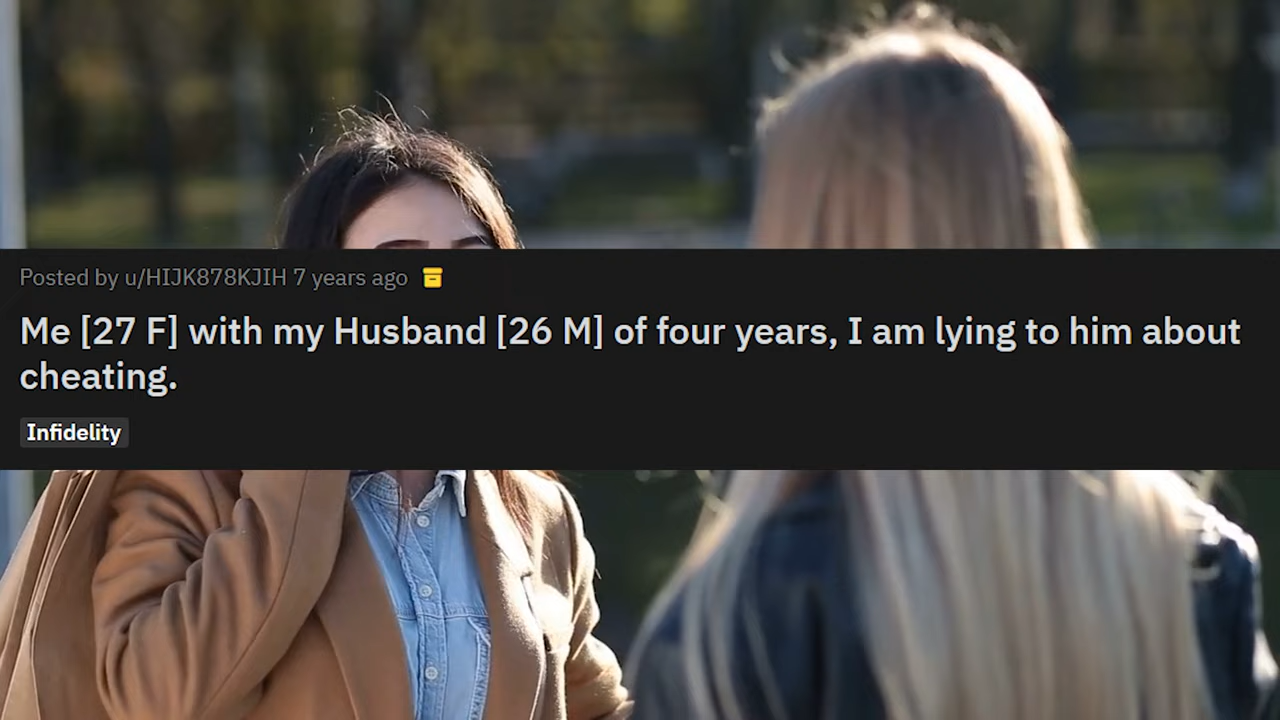 Posted by u/HIJK878KJIH 7 years ago
Me [27 F] with my Husband [26 M] of four years, I am lying to him about
cheating.
Infidelity